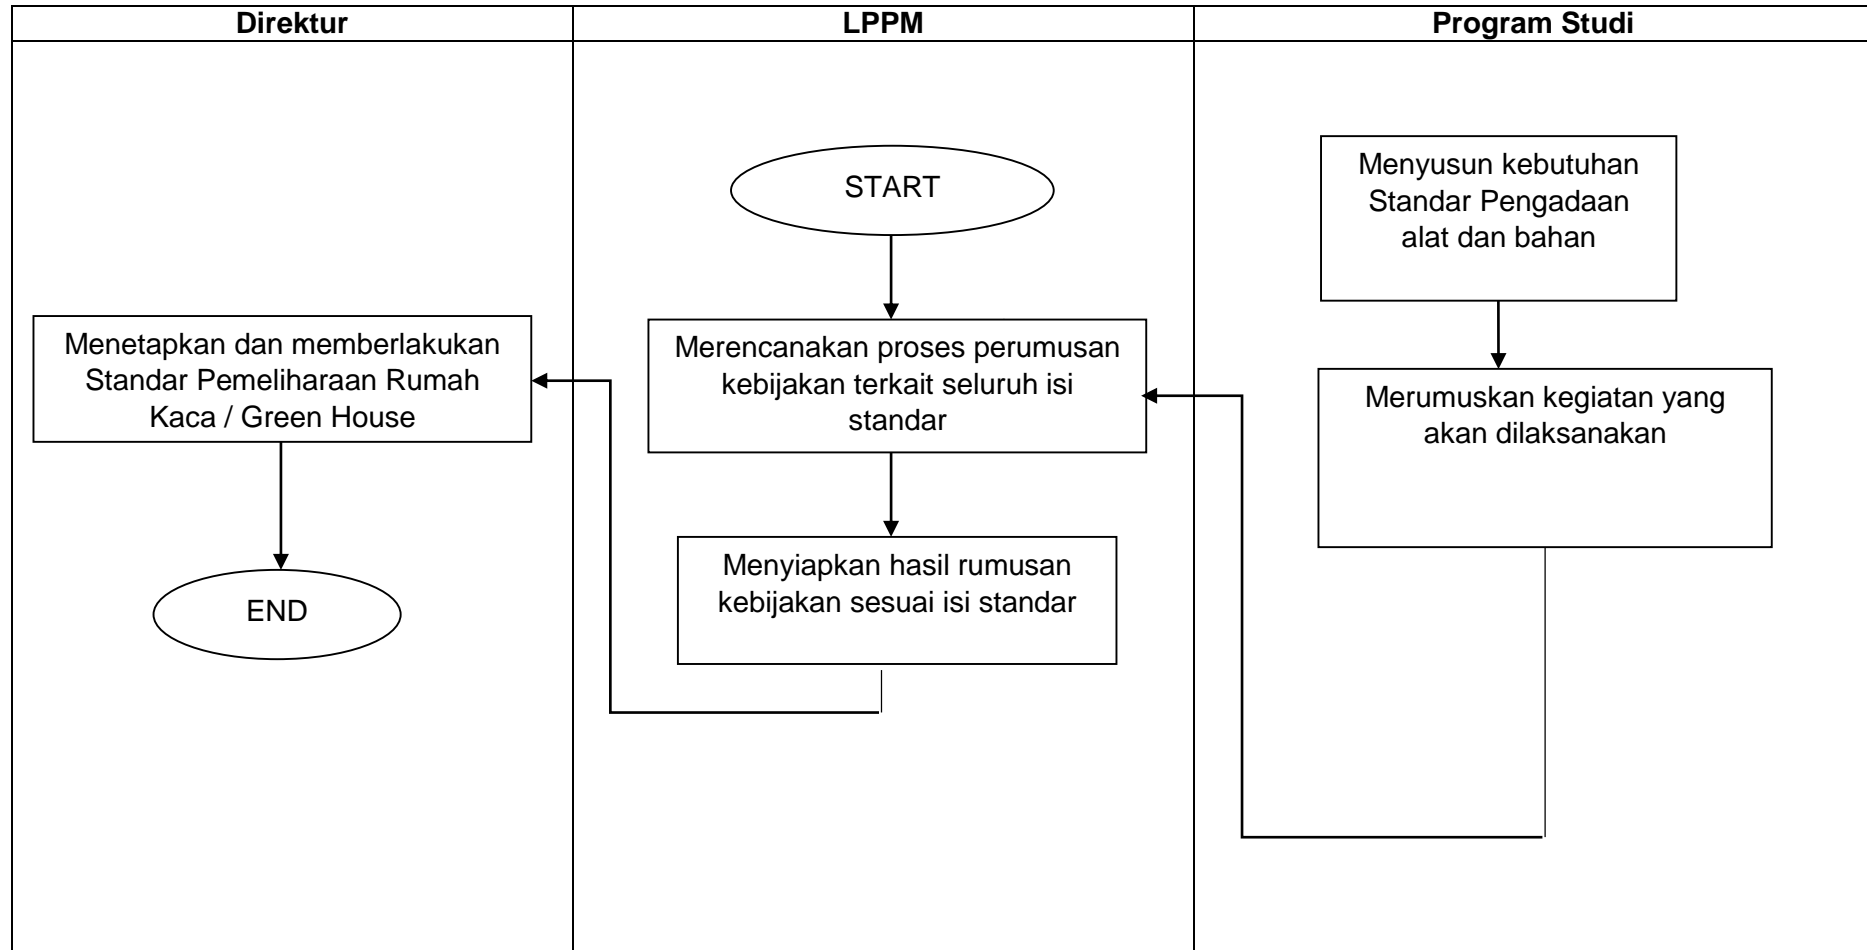 Direktur
LPPM
Program Studi
START
Menyusun kebutuhan
Standar Pengadaan
alat dan bahan
Menetapkan dan memberlakukan
Standar Pemeliharaan Rumah
Kaca / Green House
Merencanakan proses perumusan
kebijakan terkait seluruh isi
standar
Merumuskan kegiatan yang
akan dilaksanakan
Menyiapkan hasil rumusan
kebijakan sesuai isi standar
END